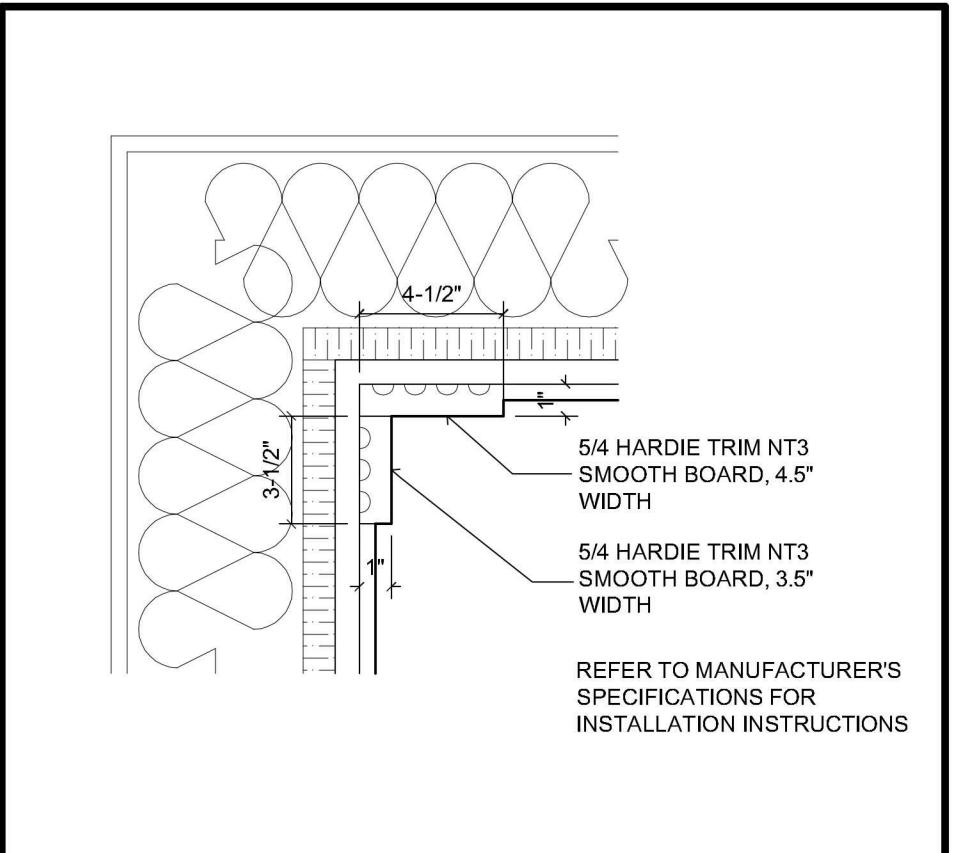 4-1/2"
1"
3-1/2"
1"
5/4 HARDIE TRIM NT3
SMOOTH BOARD, 4.5"
WIDTH
5/4 HARDIE TRIM NT3
SMOOTH BOARD, 3.5"
WIDTH
REFER TO MANUFACTURER'S
SPECIFICATIONS FOR
INSTALLATION INSTRUCTIONS